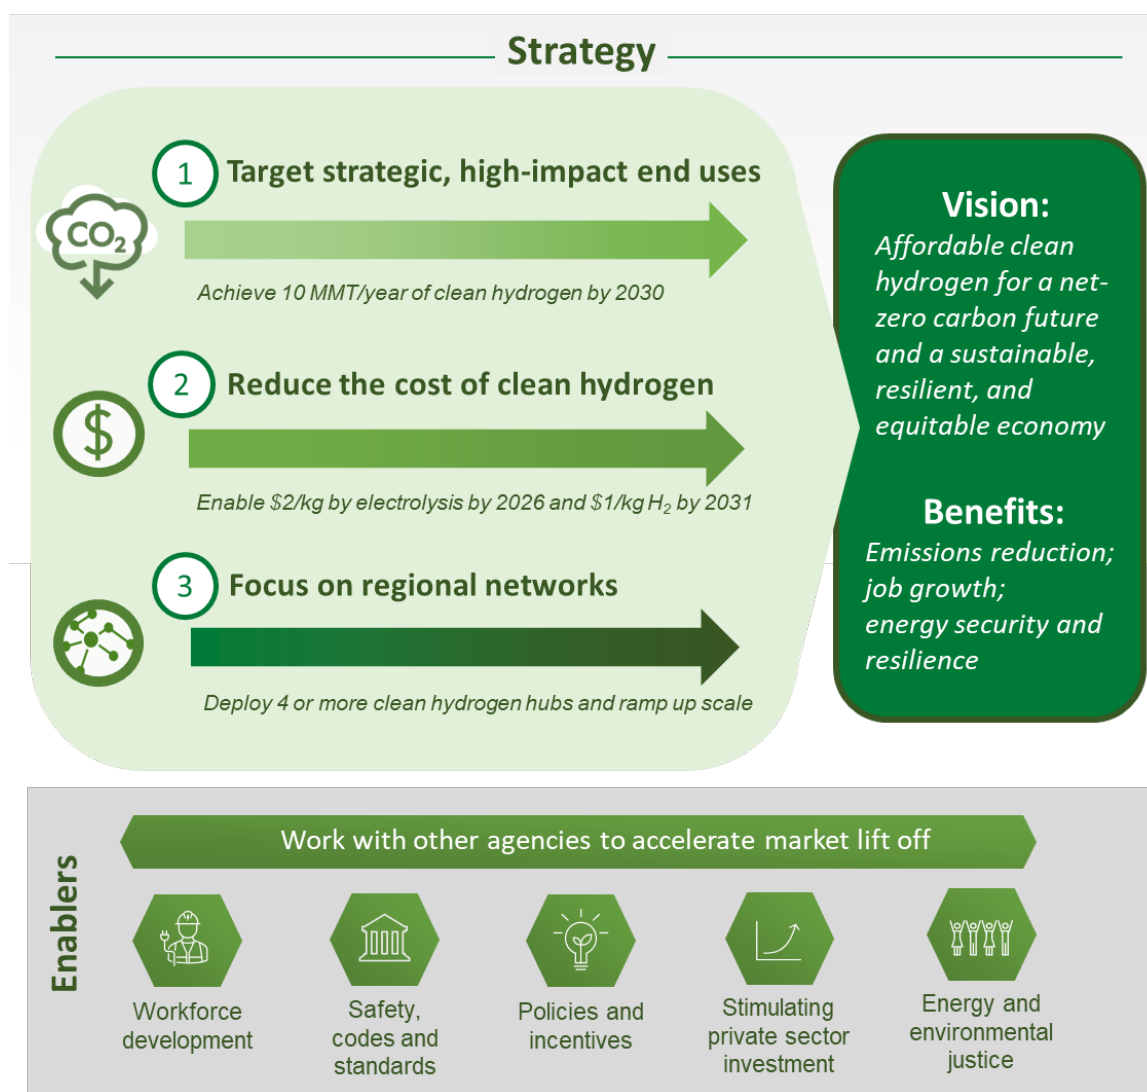 Strategy
CO₂
1
Target strategic, high-impact end uses
Achieve 10 MMT/year of clean hydrogen by 2030
2
$
Reduce the cost of clean hydrogen
Enable $2/kg by electrolysis by 2026 and $1/kg H₂ by 2031
3
Focus on regional networks
Deploy 4 or more clean hydrogen hubs and ramp up scale
Vision:
Affordable clean
hydrogen for a net-
zero carbon future
and a sustainable,
resilient, and
equitable economy
Benefits:
Emissions reduction;
job growth;
energy security and
resilience
Enablers
Work with other agencies to accelerate market lift off
Workforce
development
Safety,
codes and
standards
Policies and
incentives
Stimulating
private sector
investment
Energy and
environmental
justice